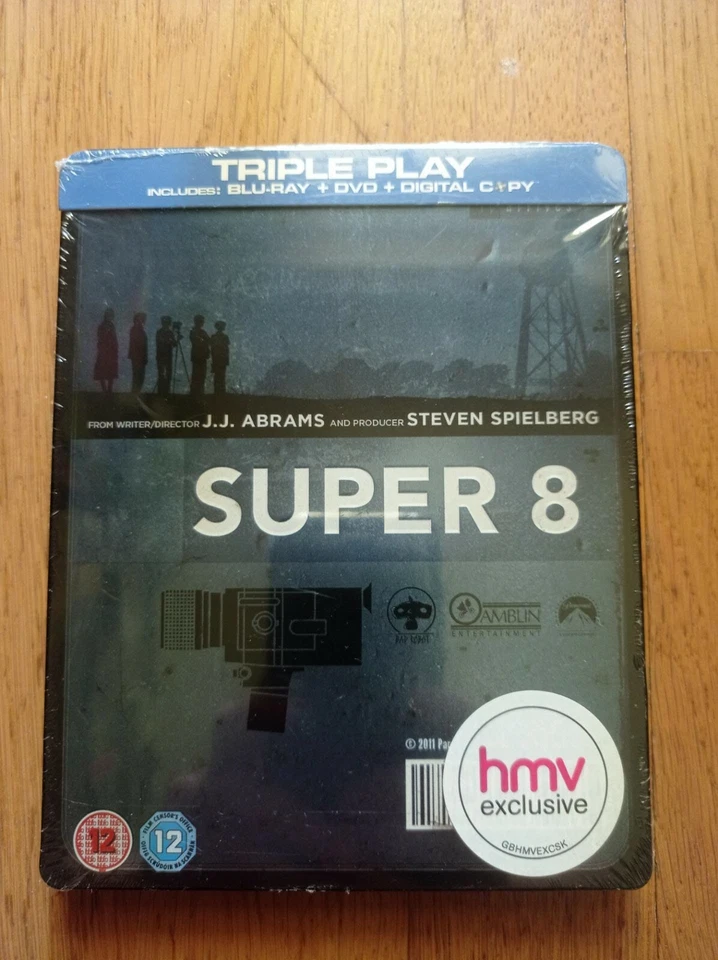 TRIPLE PLAY
INCLUDES: BLU-RAY + DVD + DIGITAL COPY
FROM WRITER/DIRECTOR J.J. ABRAMS AND PRODUCER STEVEN SPIELBERG
SUPER 8
AMBLIN
ENTERTAINMENT
© 2011
hmv
exclusive
GBHMVEXCSK
12
12